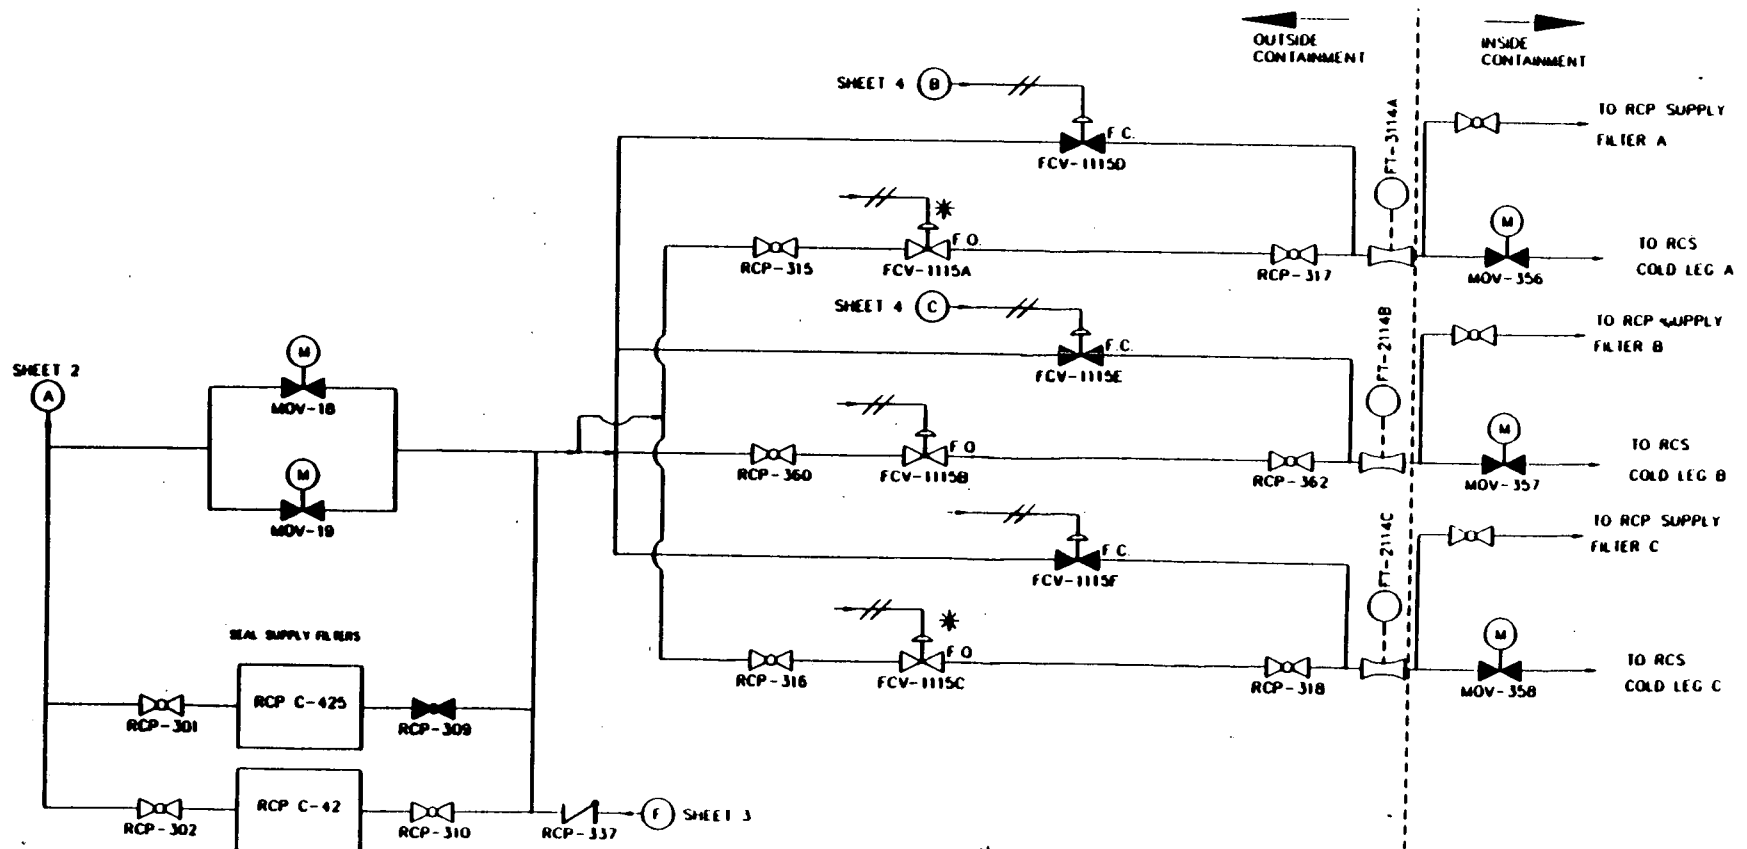 OUTSIDE
CONTAINMENT
INSIDE
CONTAINMENT
SHEET 4 B
F.C.
FCV-1115D
FT-3114A
TO RCP SUPPLY
FILTER A
F.O.
RCP-315
FCV-1115A
RCP-317
M
MOV-356
TO RCS
COLD LEG A
SHEET 4 C
F.C.
FCV-1115E
FT-2114B
TO RCP SUPPLY
FILTER B
SHEET 2
A
M
MOV-18
M
MOV-19
F O
RCP-360
FCV-1115B
RCP-362
M
MOV-357
TO RCS
COLD LEG B
F.C.
FCV-1115F
FT-2114C
TO RCP SUPPLY
FILTER C
F O
RCP-316
FCV-1115C
RCP-318
M
MOV-358
TO RCS
COLD LEG C
SEAL SUPPLY FILTERS
RCP-301
RCP C-425
RCP-309
RCP-302
RCP C-42
RCP-310
RCP-337
F SHEET 3